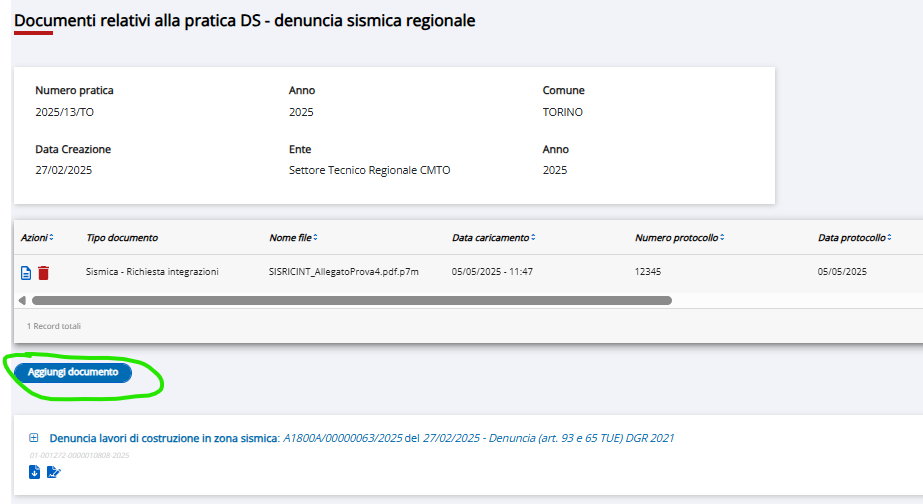 Documenti relativi alla pratica DS - denuncia sismica regionale
Numero pratica Anno Comune
2025/13/TO 2025 TORINO
Data Creazione Ente Anno
27/02/2025 Settore Tecnico Regionale CMTO 2025
Azioni Tipo documento Nome file Data caricamento Numero protocollo Data protocollo
Sismica - Richiesta integrazioni SISRICINT_AllegatoProva4.pdf.p7m 05/05/2025 - 11:47 12345 05/05/2025
1 Record totali
Aggiungi documento
Denuncia lavori di costruzione in zona sismica: A1800A/00000063/2025 del 27/02/2025 - Denuncia (art. 93 e 65 TUE) DGR 2021
01-001272-0000010808-2025